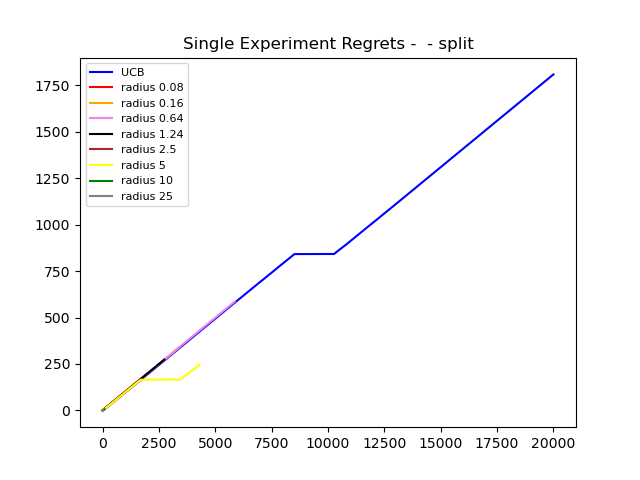 Single Experiment Regrets -  - split
UCB
radius 0.08
radius 0.16
radius 0.64
radius 1.24
radius 2.5
radius 5
radius 10
radius 25
1750
1500
1250
1000
750
500
250
0
0 2500 5000 7500 10000 12500 15000 17500 20000